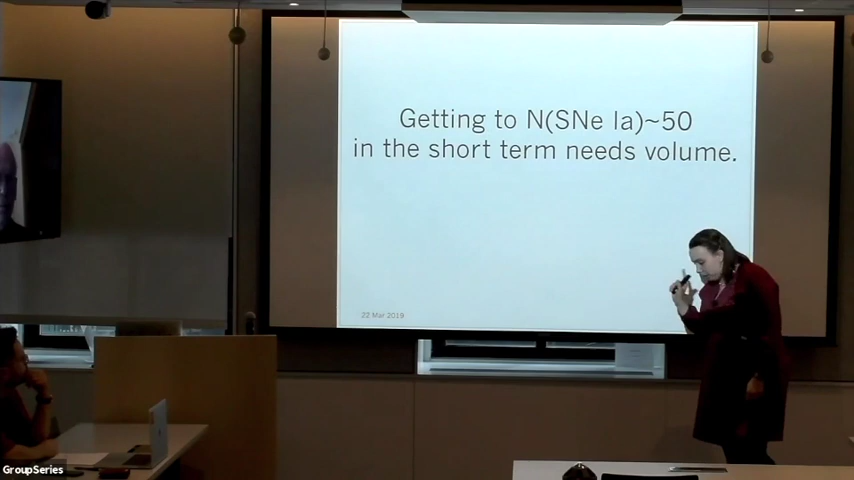 Getting to N(SNe Ia)~50
in the short term needs volume.
22 Mar 2019
GroupSeries